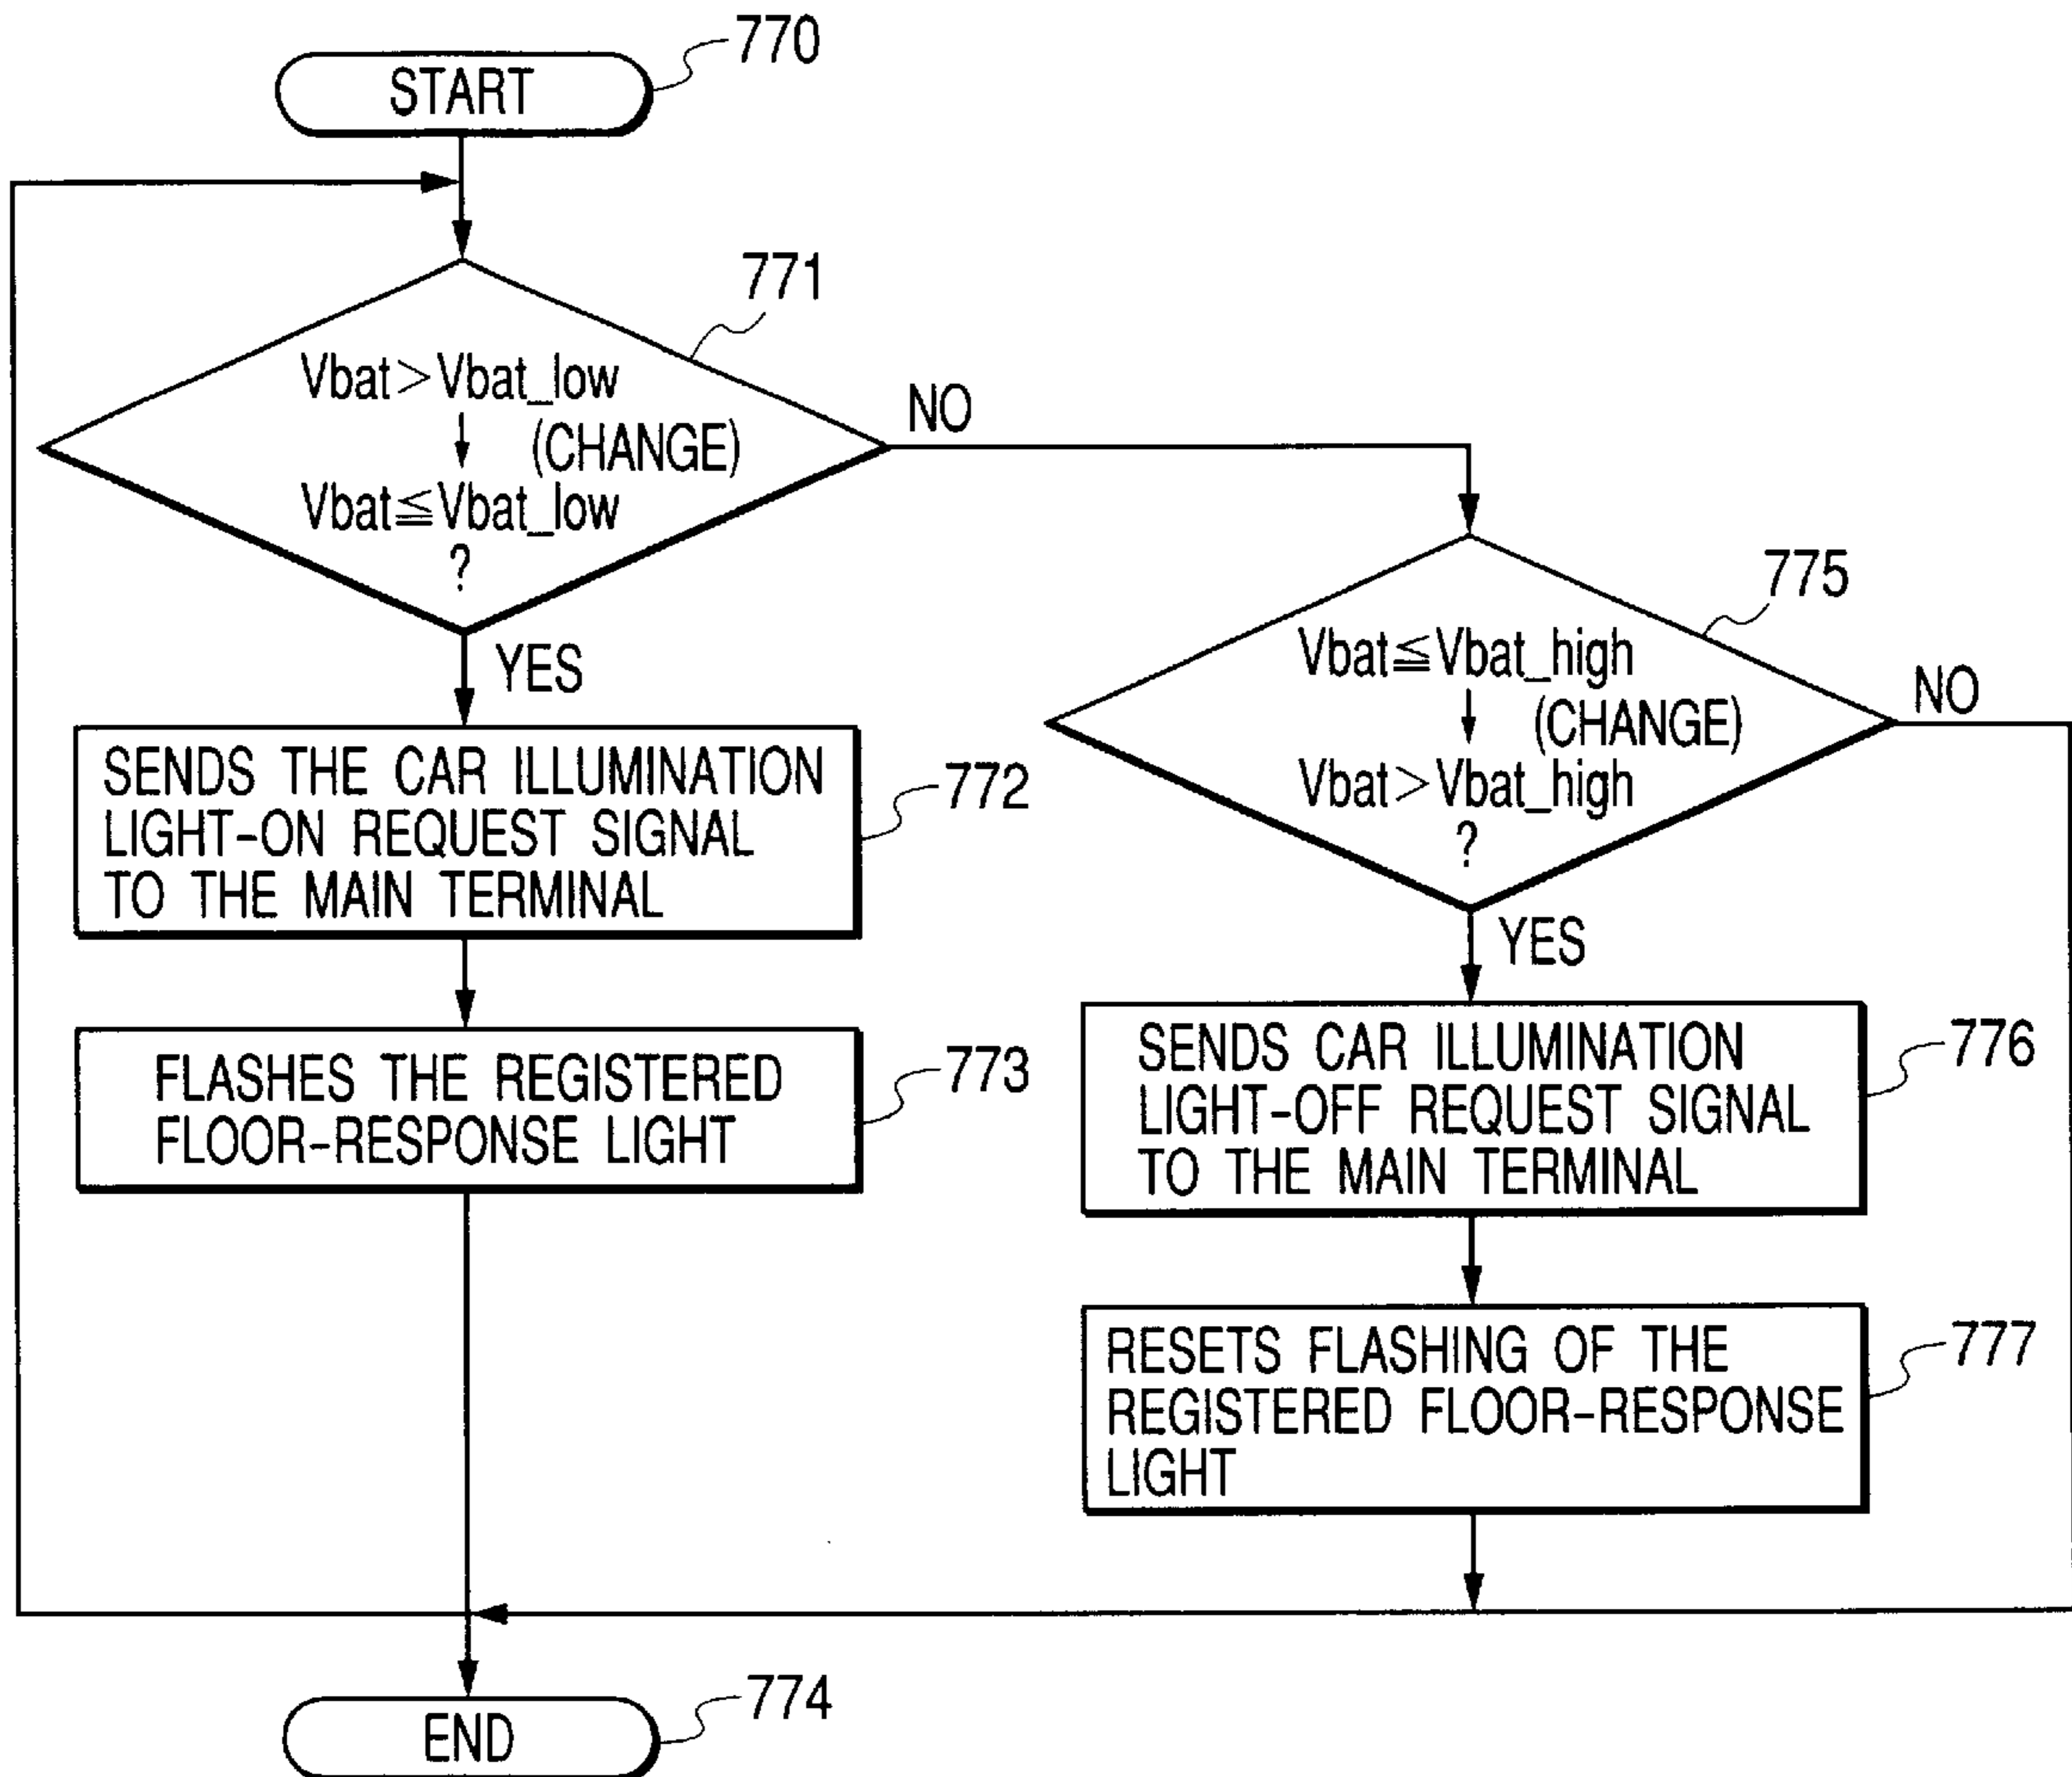 770
START
771
Vbat>Vbat_low
(CHANGE)
Vbat≦Vbat_low
?
NO
YES
772
SENDS THE CAR ILLUMINATION
LIGHT-ON REQUEST SIGNAL
TO THE MAIN TERMINAL
773
FLASHES THE REGISTERED
FLOOR-RESPONSE LIGHT
775
Vbat≦Vbat_high
(CHANGE)
Vbat>Vbat_high
?
NO
YES
776
SENDS CAR ILLUMINATION
LIGHT-OFF REQUEST SIGNAL
TO THE MAIN TERMINAL
777
RESETS FLASHING OF THE
REGISTERED FLOOR-RESPONSE
LIGHT
774
END